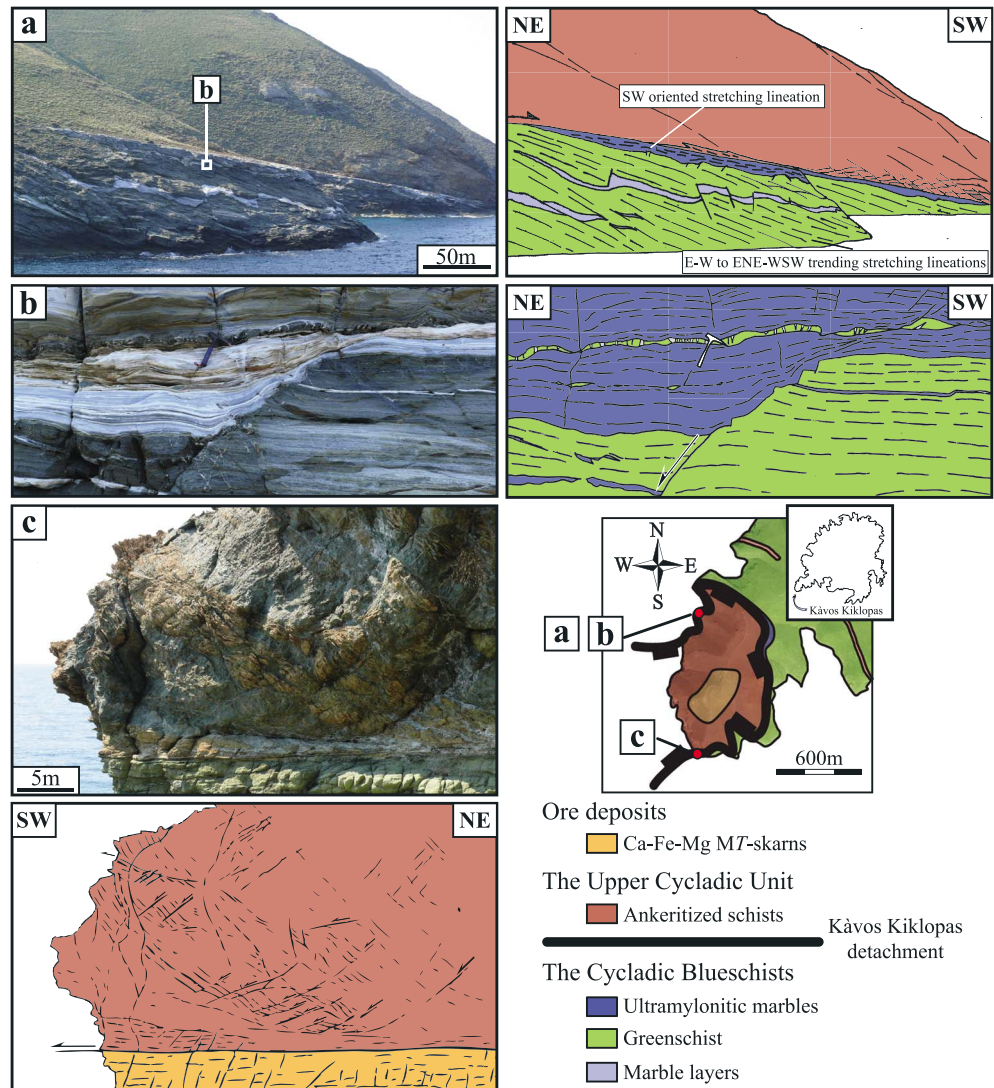 a
b
50m
NE
SW
SW oriented stretching lineation
E-W to ENE-WSW trending stretching lineations
b
NE
SW
c
5m
N
W
E
S
Kàvos Kiklopas
a
b
c
600m
SW
NE
Ore deposits
Ca-Fe-Mg MT-skarns
The Upper Cycladic Unit
Ankeritized schists
Kàvos Kiklopas
detachment
The Cycladic Blueschists
Ultramylonitic marbles
Greenschist
Marble layers